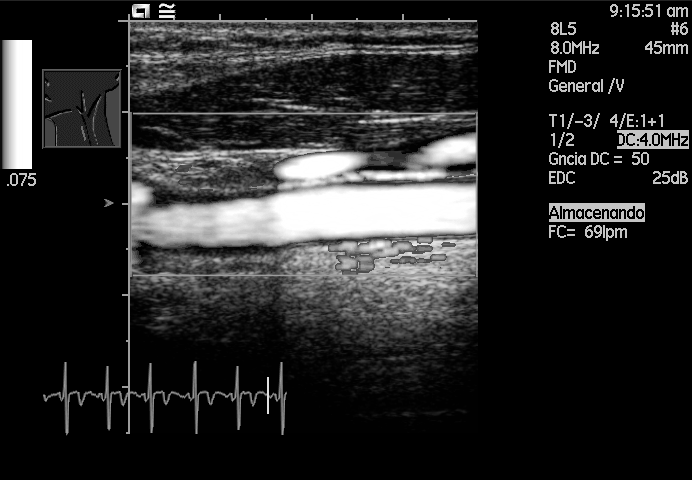 9:15:51 am
8L5 #6
8.0MHz 45mm
FMD
General /V
T1/-3/ 4/E:1+1
1/2 DC:4.0MHz
Gncia DC = 50
EDC 25dB
Almacenando
FC= 69lpm
.075